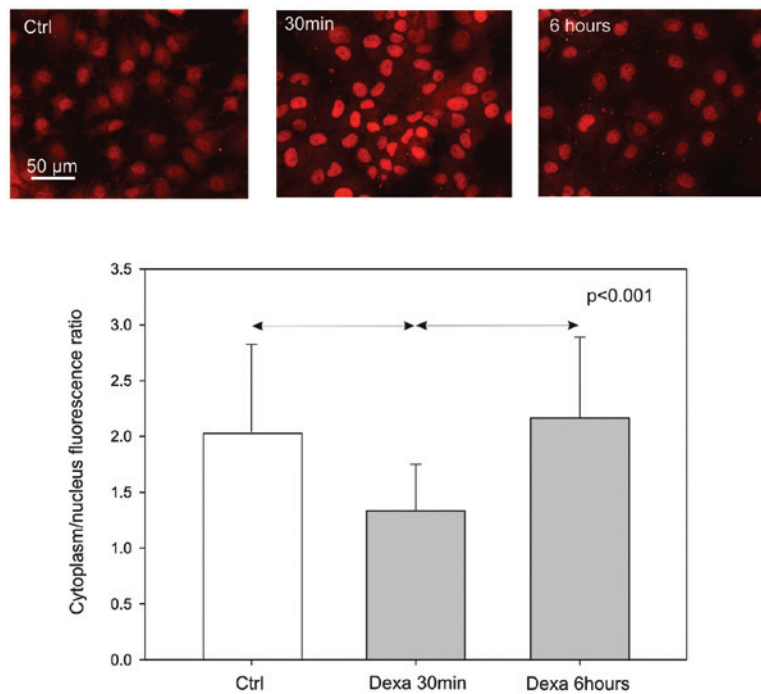 Ctrl
30min
6 hours
50 µm
Cytoplasm/nucleus fluorescence ratio
3.5
3.0
2.5
2.0
1.5
1.0
0.5
0.0
p<0.001
Ctrl
Dexa 30min
Dexa 6hours